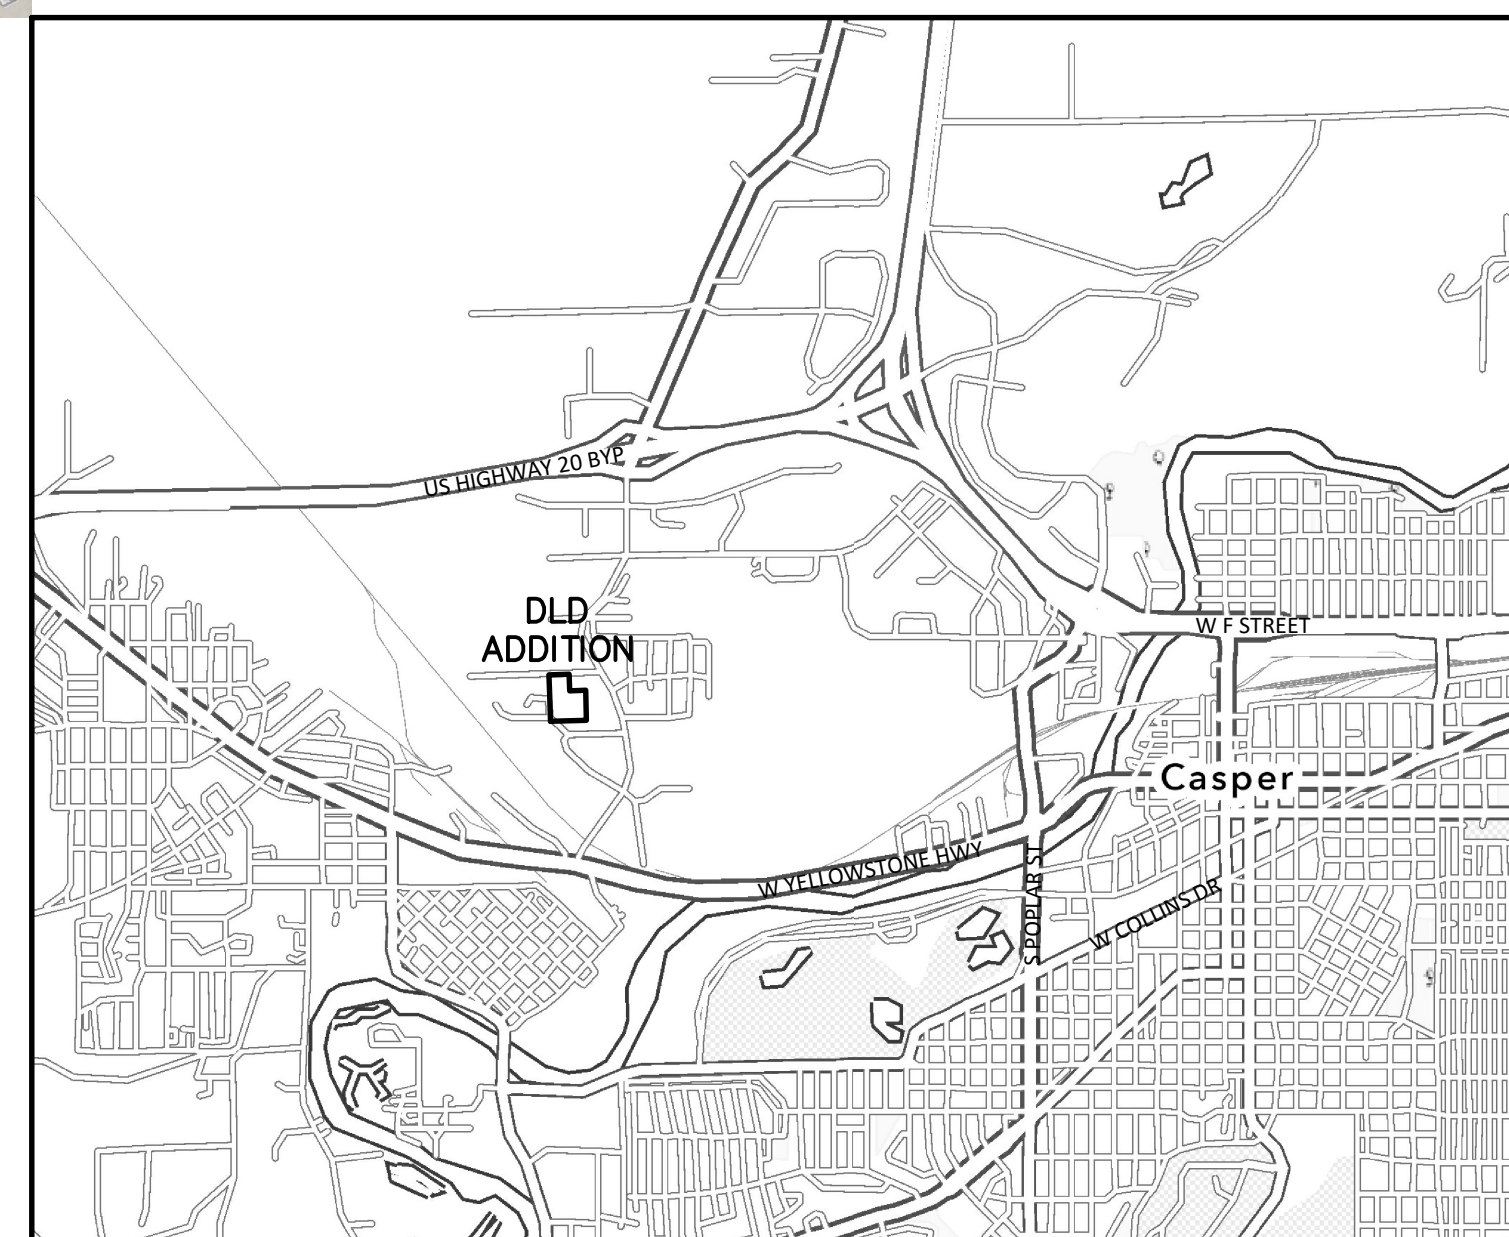 US HIGHWAY 20 BYP
DLD
ADDITION
W F STREET
Casper
W YELLOWSTONE HWY
S POPLAR ST
W COLLINS DR